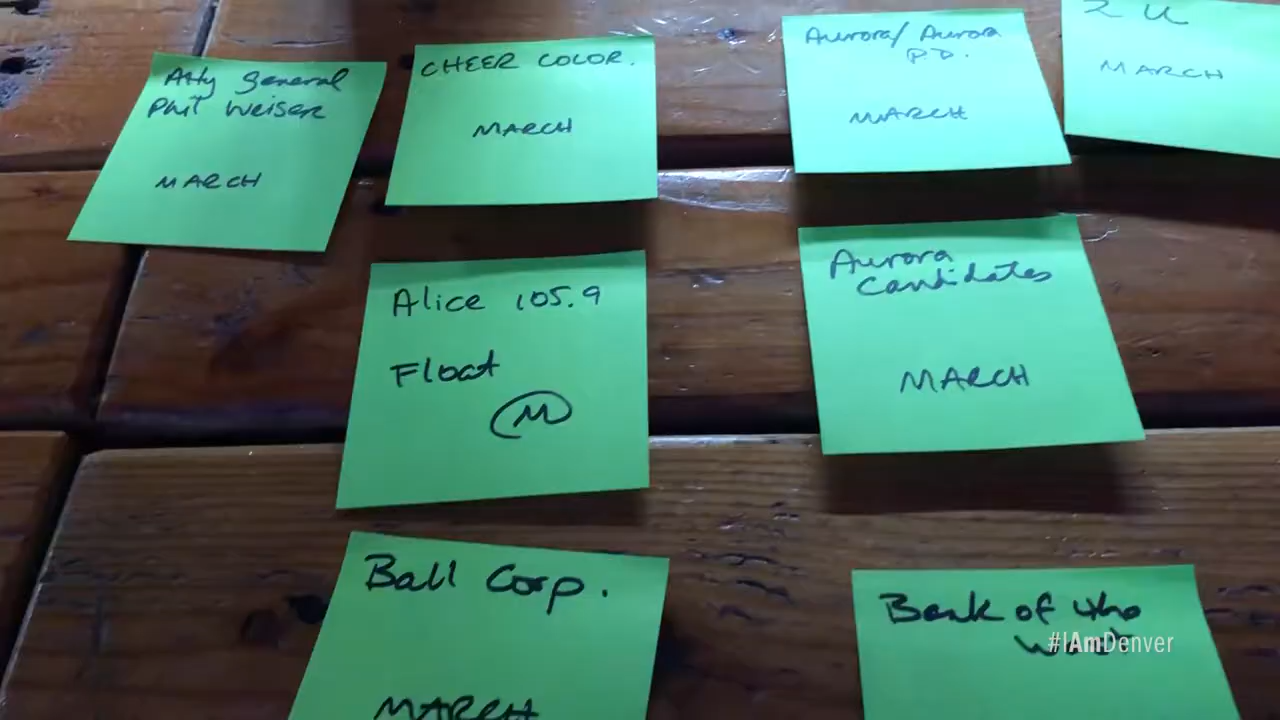 Atty General
Phil Weiser
MARCH
CHEER COLOR.
MARCH
Aurora/Aurora
P.D.
MARCH
MARCH
Alice 105.9
Float
M
Aurora
Candidates
MARCH
Ball Corp.
MARCH
Bank of the
West
#IAmDenver